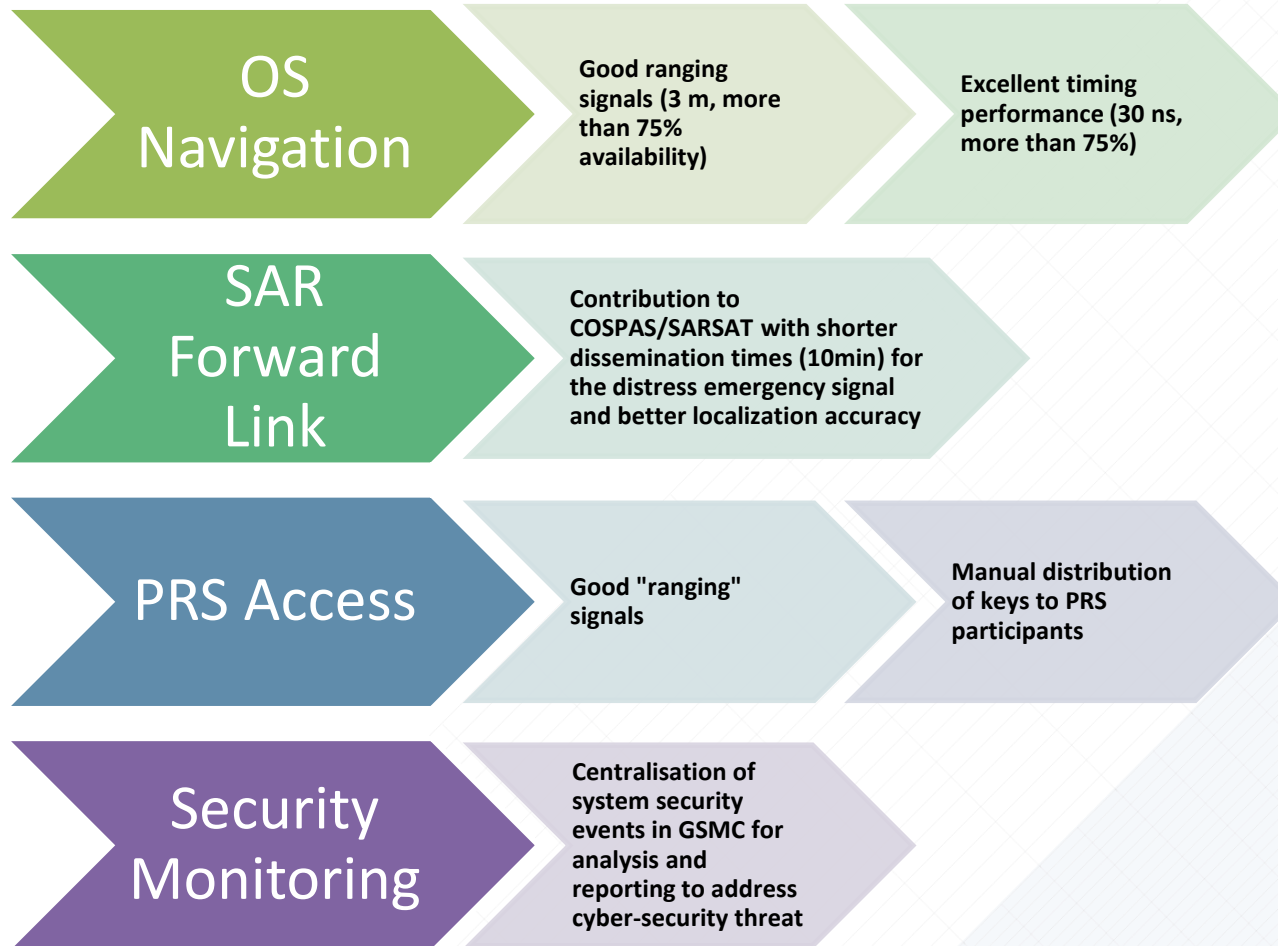 OS
Navigation
Good ranging
signals (3 m, more
than 75%
availability)
Excellent timing
performance (30 ns,
more than 75%)
SAR
Forward
Link
Contribution to
COSPAS/SARSAT with shorter
dissemination times (10min) for
the distress emergency signal
and better localization accuracy
PRS Access
Good "ranging"
signals
Manual distribution
of keys to PRS
participants
Security
Monitoring
Centralisation of
system security
events in GSMC for
analysis and
reporting to address
cyber-security threat